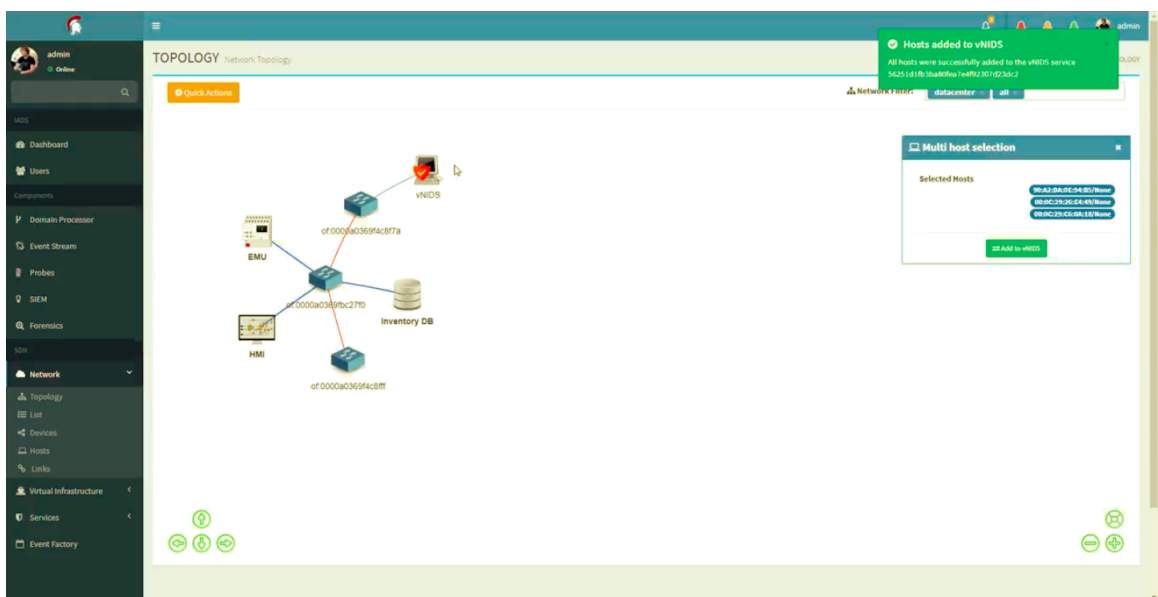 admin
admin
Online
IADS
Dashboard
Users
Components
Domain Processor
Event Stream
Probes
SIEM
Forensics
SDN
Network
Topology
List
Devices
Hosts
Links
Virtual Infrastructure
Services
Event Factory
TOPOLOGY Network Topology
Quick Actions
Hosts added to vNIDS
All hosts were successfully added to the vNIDS service
Network Filter: datacenter all
Multi host selection
Selected Hosts
Add to vNIDS
vNIDS
of:0000a0369f4c8f7a
EMU
of:0000a0369fbc27f0
Inventory DB
HMI
of:0000a0369f4c8fff